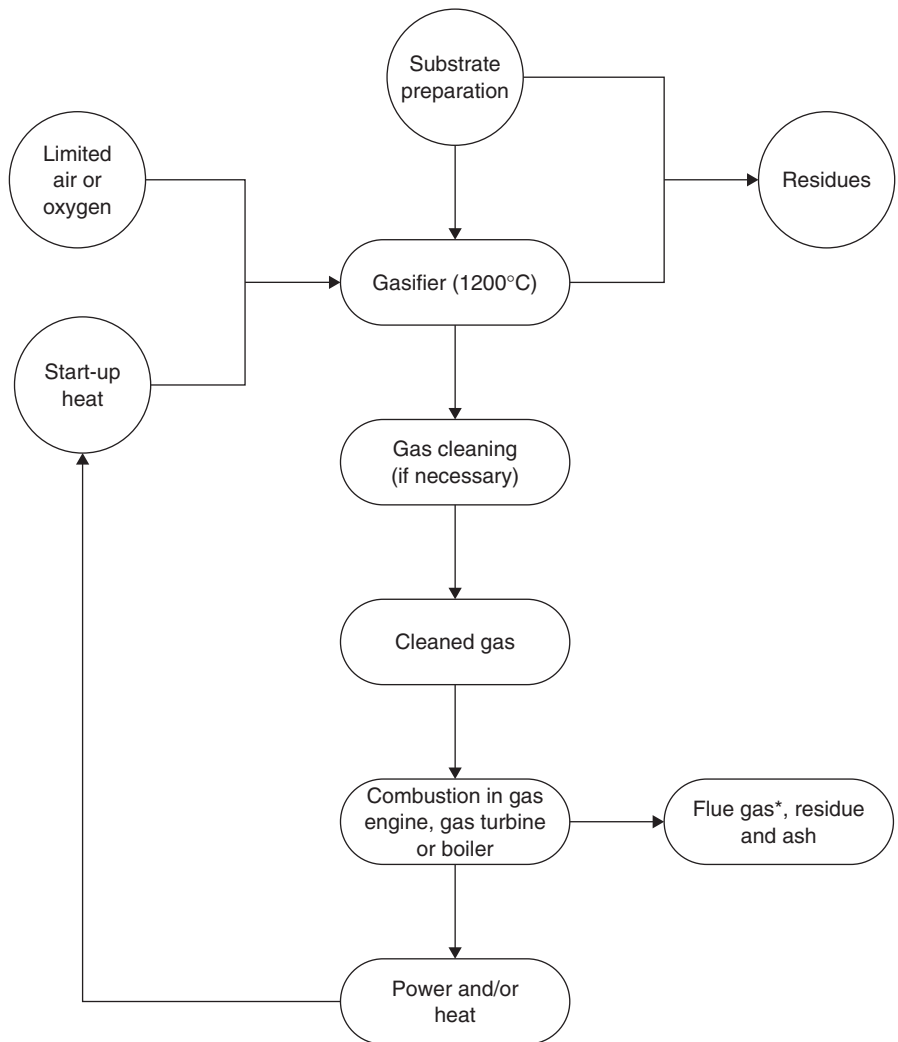 Substrate
preparation
Limited
air or
oxygen
Residues
Gasifier (1200°C)
Start-up
heat
Gas cleaning
(if necessary)
Cleaned gas
Combustion in gas
engine, gas turbine
or boiler
Flue gas*, residue
and ash
Power and/or
heat